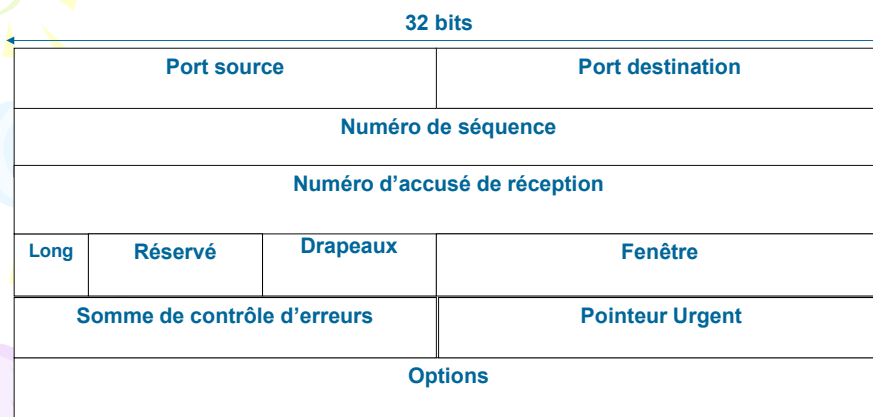 32 bits
Port source Port destination
Numéro de séquence
Numéro d'accusé de réception
Long Réservé Drapeaux Fenêtre
Somme de contrôle d'erreurs Pointeur Urgent
Options